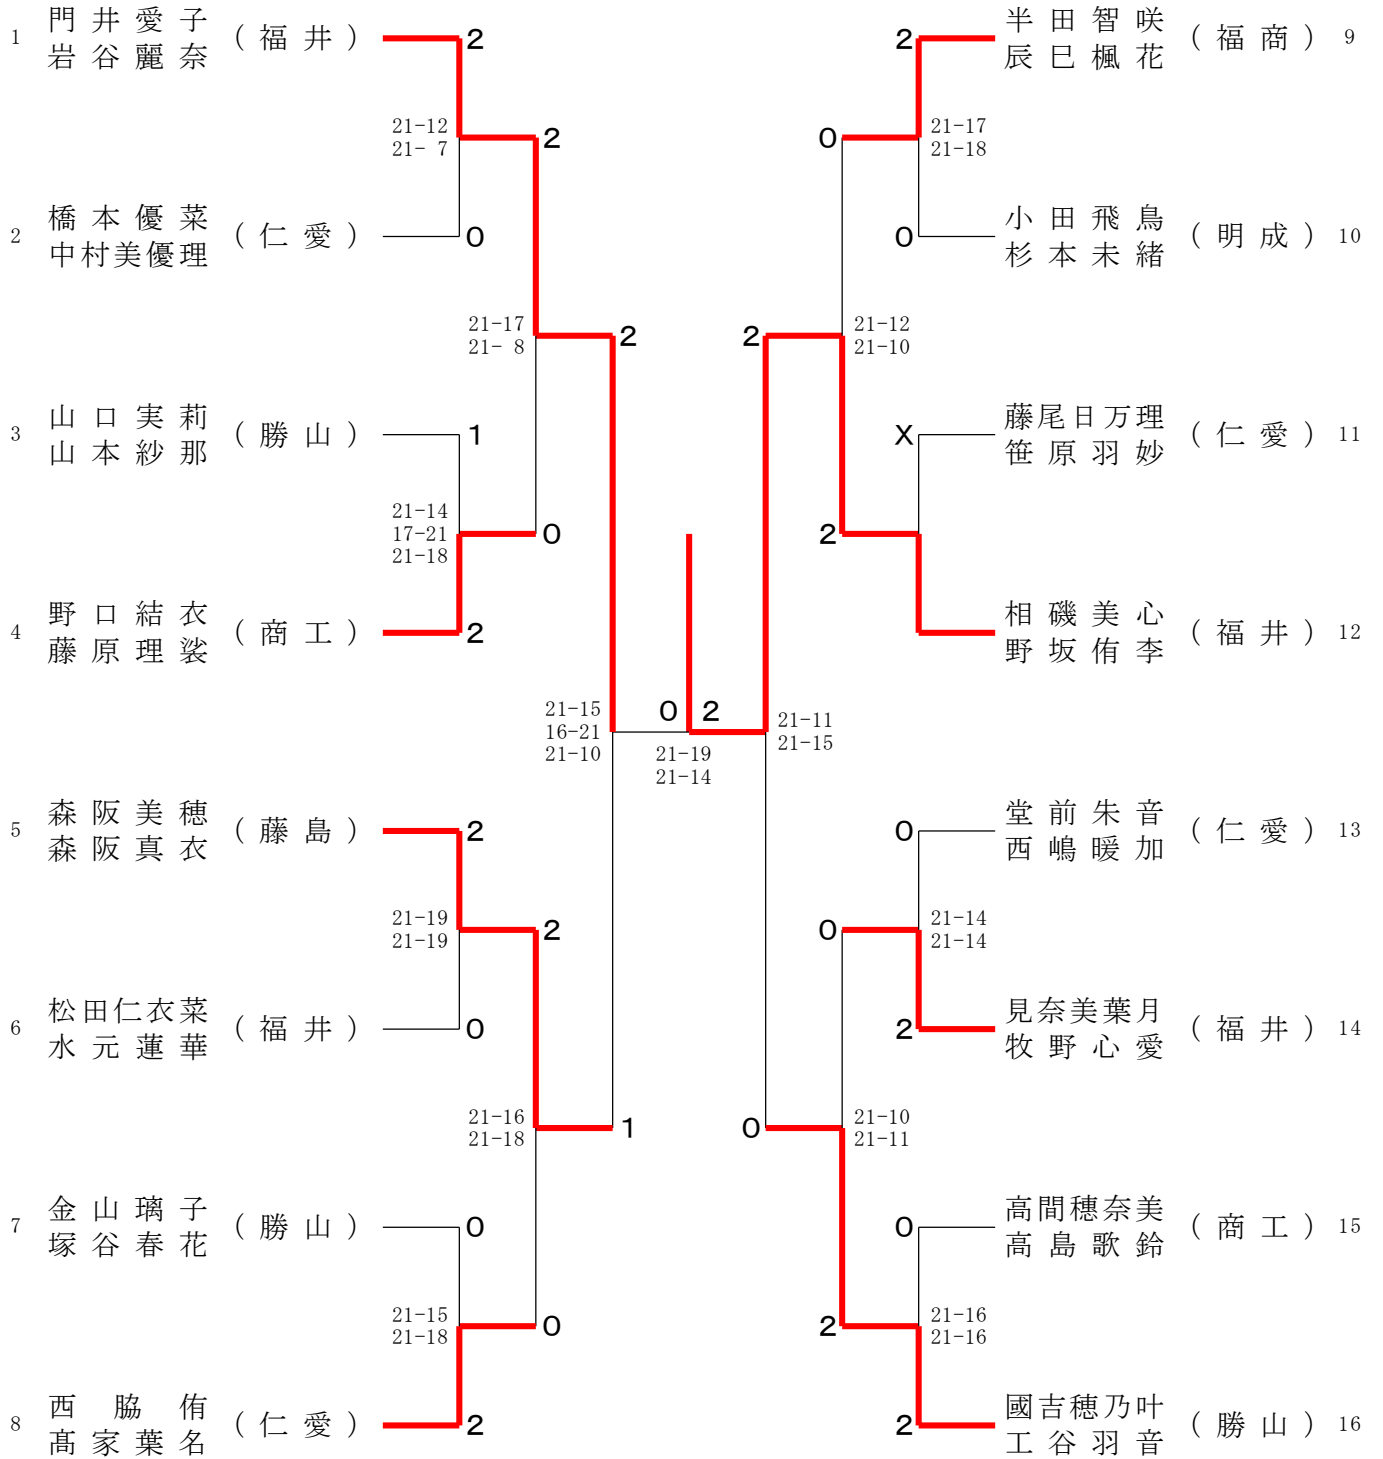 1 門井愛子 (福井) 2
岩谷麗奈
21-12
21- 7
2
2 橋本優菜 (仁愛) 0
中村美優理
21-17
21- 8
2
3 山口実莉 (勝山) 1
山本紗那
21-14
17-21
21-18
0
4 野口結衣 (商工) 2
藤原理裟
21-15
16-21
21-10
5 森阪美穂 (藤島) 2
森阪真衣
21-19
21-19
2
6 松田仁衣菜 (福井) 0
水元蓮華
21-16
21-18
1
7 金山璃子 (勝山) 0
塚谷春花
21-15
21-18
0
8 西脇侑 (仁愛) 2
髙家葉名
0 2
21-19
21-14
2 半田智咲 (福商) 9
辰巳楓花
0
21-17
21-18
0 小田飛鳥 (明成) 10
杉本未緒
2
21-12
21-10
X 藤尾日万理 (仁愛) 11
笹原羽妙
2
相磯美心 (福井) 12
野坂侑李
21-11
21-15
0 堂前朱音 (仁愛) 13
西嶋暖加
0
21-14
21-14
2 見奈美葉月 (福井) 14
牧野心愛
0
21-10
21-11
0 高間穂奈美 (商工) 15
高島歌鈴
2
21-16
21-16
2 國吉穂乃叶 (勝山) 16
工谷羽音